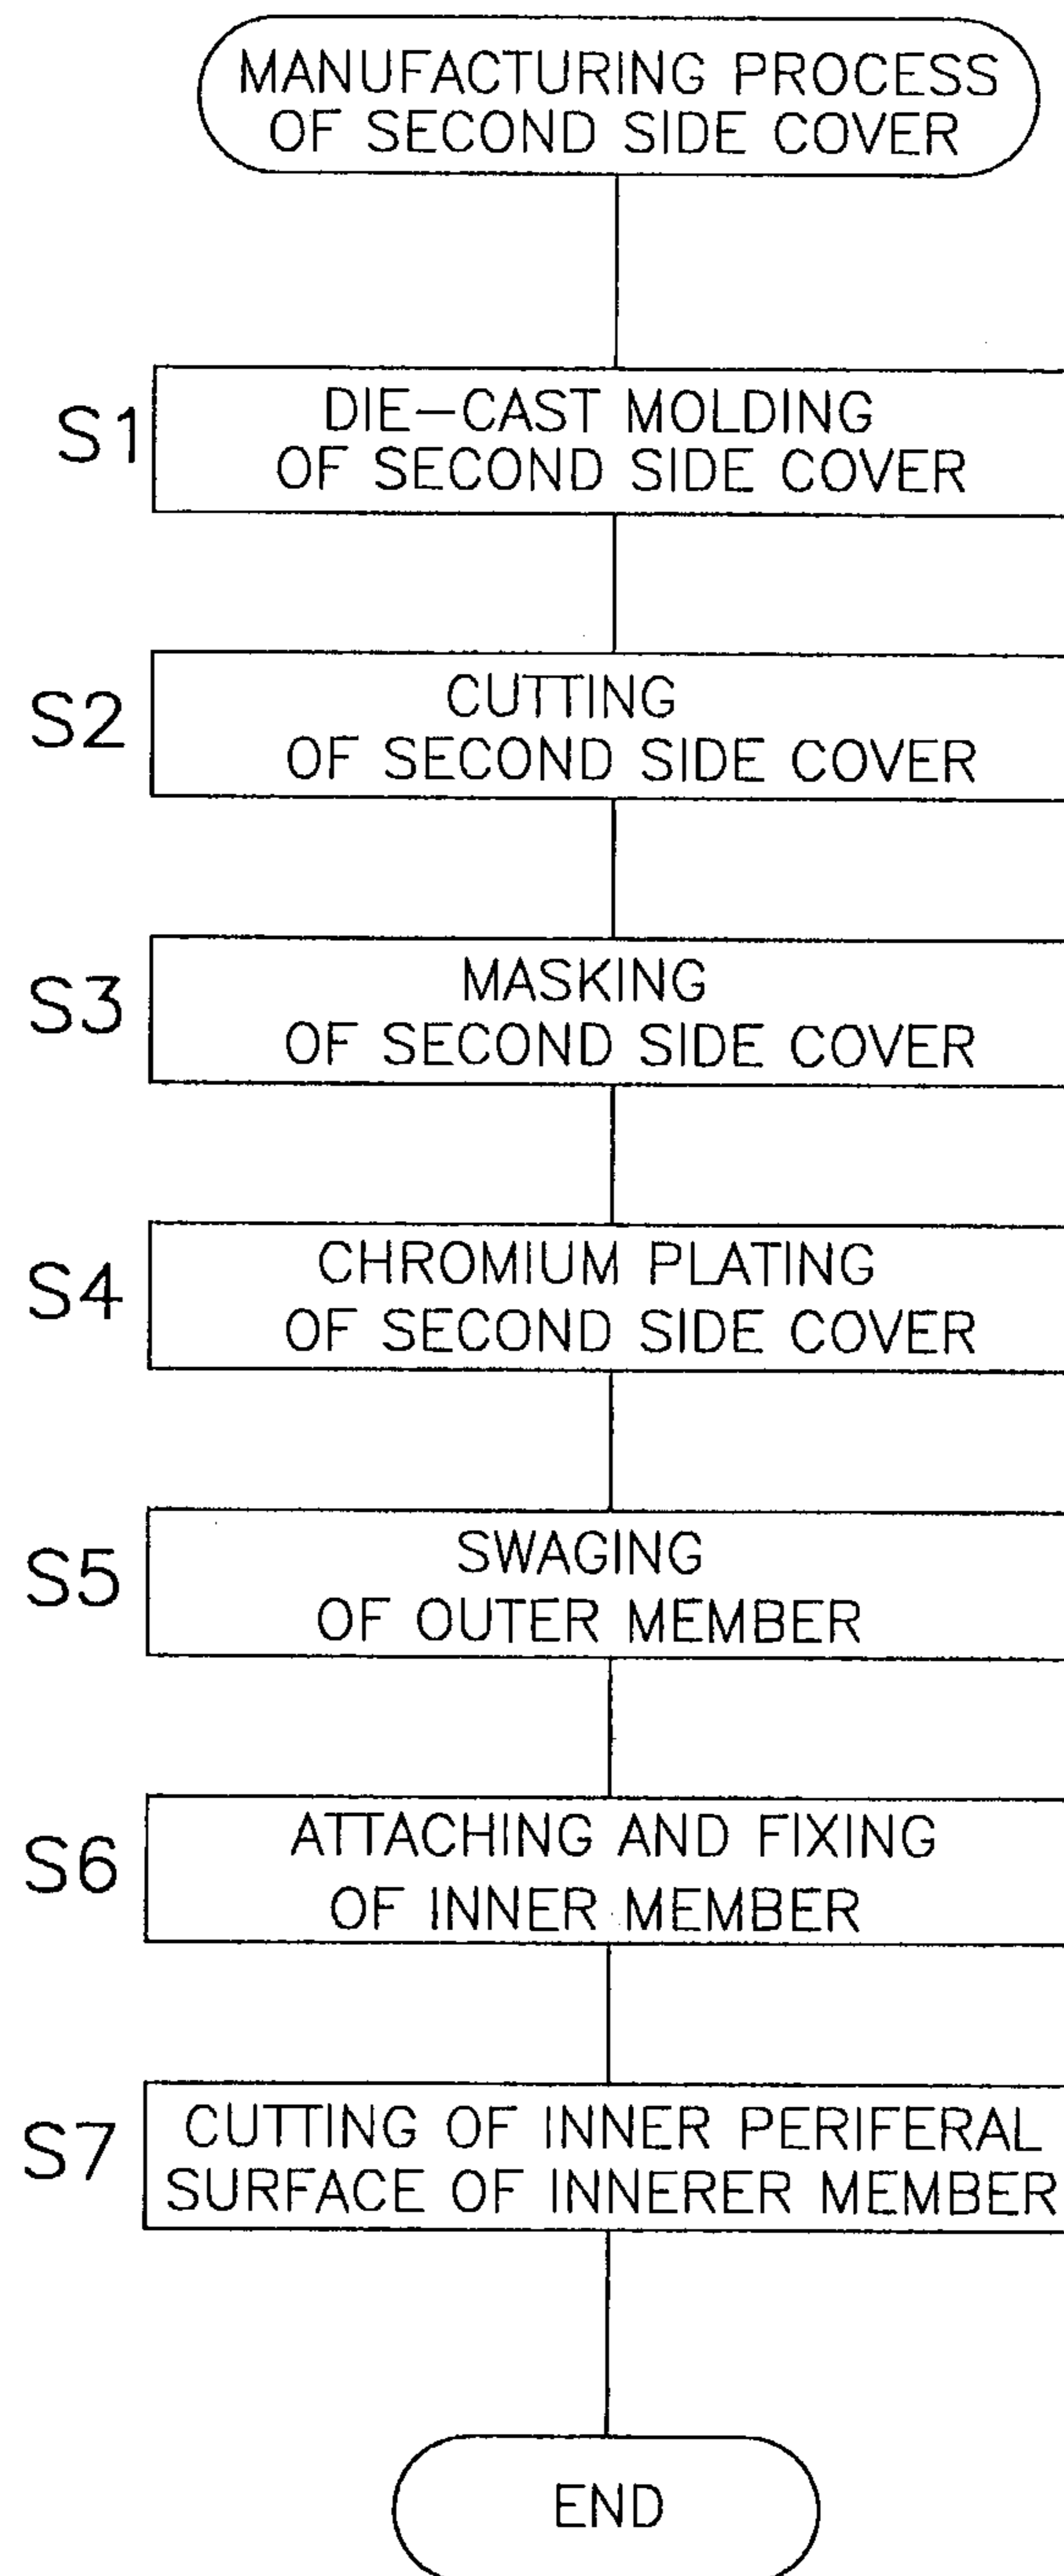 MANUFACTURING PROCESS
OF SECOND SIDE COVER
S1
DIE-CAST MOLDING
OF SECOND SIDE COVER
S2
CUTTING
OF SECOND SIDE COVER
S3
MASKING
OF SECOND SIDE COVER
S4
CHROMIUM PLATING
OF SECOND SIDE COVER
S5
SWAGING
OF OUTER MEMBER
S6
ATTACHING AND FIXING
OF INNER MEMBER
S7
CUTTING OF INNER PERIFERAL
SURFACE OF INNERER MEMBER
END